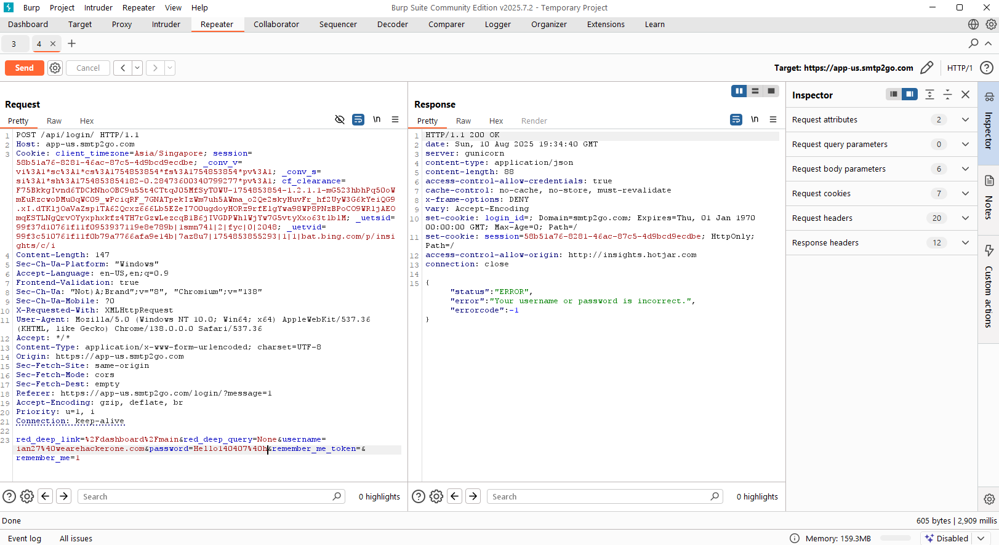 Burp Project Intruder Repeater View Help
Burp Suite Community Edition v2025.7.2 - Temporary Project
Dashboard Target Proxy Intruder Repeater Collaborator Sequencer Decoder Comparer Logger Organizer Extensions Learn
3 4
Send Cancel
Target: https://app-us.smtp2go.com HTTP/1
Request
Pretty Raw Hex
1 POST /api/login/ HTTP/1.1
2 Host: app-us.smtp2go.com
3 Cookie: client_timezone=Asia/Singapore; session=
58b51a76-8281-46ac-87c5-4d9bcd9ecdbe; _conv_v=
vi%3A1*sc%3A1*cs%3A1754853854*fs%3A1754853854*pv%3A1; _conv_s=
si%3A1*sh%3A1754853854182-0.28473600340799277*pv%3A1; cf_clearance=
_uetsid=
99f37d10761f11f0953937119e8e789b|1smn74l|2|fyc|0|2048; _uetvid=
99f3c510761f11f0b79a7766afa9e14b|7az8u7|1754853855293|1|1|bat.bing.com/p/insi
ghts/c/i
4 Content-Length: 147
5 Sec-Ch-Ua-Platform: "Windows"
6 Accept-Language: en-US,en;q=0.9
7 Frontend-Validation: true
8 Sec-Ch-Ua: "Not)A;Brand";v="8", "Chromium";v="138"
9 Sec-Ch-Ua-Mobile: ?0
10 X-Requested-With: XMLHttpRequest
11 User-Agent: Mozilla/5.0 (Windows NT 10.0; Win64; x64) AppleWebKit/537.36
(KHTML, like Gecko) Chrome/138.0.0.0 Safari/537.36
12 Accept: */*
13 Content-Type: application/x-www-form-urlencoded; charset=UTF-8
14 Origin: https://app-us.smtp2go.com
15 Sec-Fetch-Site: same-origin
16 Sec-Fetch-Mode: cors
17 Sec-Fetch-Dest: empty
18 Referer: https://app-us.smtp2go.com/login/?message=1
19 Accept-Encoding: gzip, deflate, br
20 Priority: u=1, i
21 Connection: keep-alive
22
23 red_deep_link=%2Fdashboard%2Fmain&red_deep_query=None&username=
ian27%40wearehackerone.com&password=Hello140407%40h&remember_me_token=&
remember_me=1
Search 0 highlights
Response
Pretty Raw Hex Render
1 HTTP/1.1 200 OK
2 date: Sun, 10 Aug 2025 19:34:40 GMT
3 server: gunicorn
4 content-type: application/json
5 content-length: 88
6 access-control-allow-credentials: true
7 cache-control: no-cache, no-store, must-revalidate
8 x-frame-options: DENY
9 vary: Accept-Encoding
10 set-cookie: login_id=; Domain=smtp2go.com; Expires=Thu, 01 Jan 1970
00:00:00 GMT; Max-Age=0; Path=/
11 set-cookie: session=58b51a76-8281-46ac-87c5-4d9bcd9ecdbe; HttpOnly;
Path=/
12 access-control-allow-origin: http://insights.hotjar.com
13 connection: close
14
15 {
"status":"ERROR",
"error":"Your username or password is incorrect.",
"errorcode":-1
}
Search 0 highlights
Inspector
Request attributes 2
Request query parameters 0
Request body parameters 6
Request cookies 7
Request headers 20
Response headers 12
Inspector
Notes
Custom actions
Done
605 bytes | 2,909 millis
Event log All issues
Memory: 159.3MB Disabled